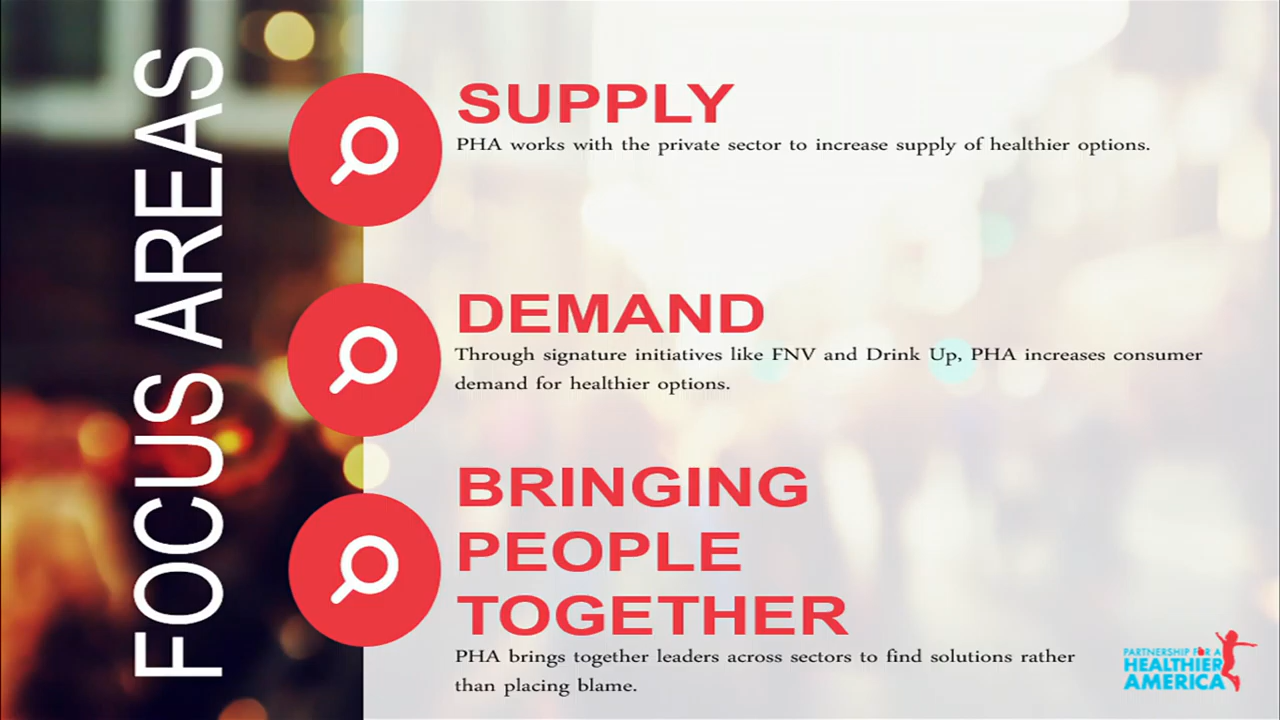 FOCUS AREAS
SUPPLY
PHA works with the private sector to increase supply of healthier options.
DEMAND
Through signature initiatives like FNV and Drink Up, PHA increases consumer
demand for healthier options.
BRINGING
PEOPLE
TOGETHER
PHA brings together leaders across sectors to find solutions rather
than placing blame.
PARTNERSHIP FOR A
HEALTHIER
AMERICA